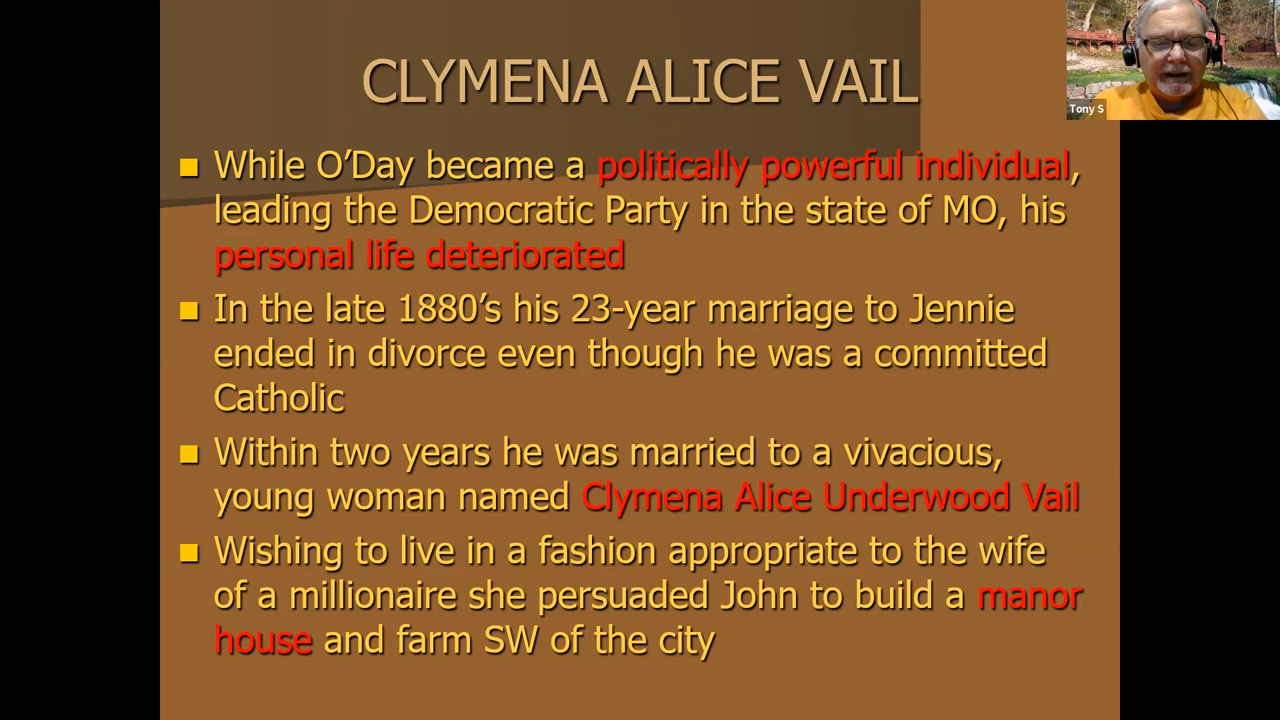 CLYMENA ALICE VAIL
Tony S
While O’Day became a politically powerful individual,
leading the Democratic Party in the state of MO, his
personal life deteriorated
In the late 1880’s his 23-year marriage to Jennie
ended in divorce even though he was a committed
Catholic
Within two years he was married to a vivacious,
young woman named Clymena Alice Underwood Vail
Wishing to live in a fashion appropriate to the wife
of a millionaire she persuaded John to build a manor
house and farm SW of the city